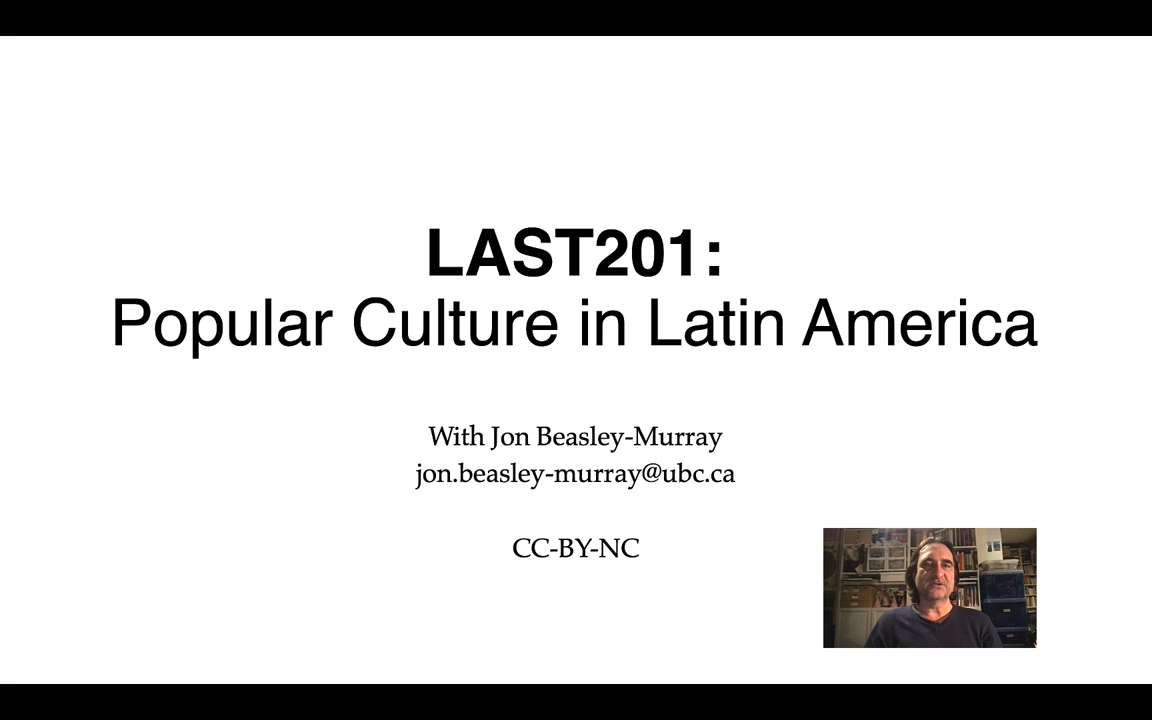 LAST201:
Popular Culture in Latin America
With Jon Beasley-Murray
jon.beasley-murray@ubc.ca
CC-BY-NC